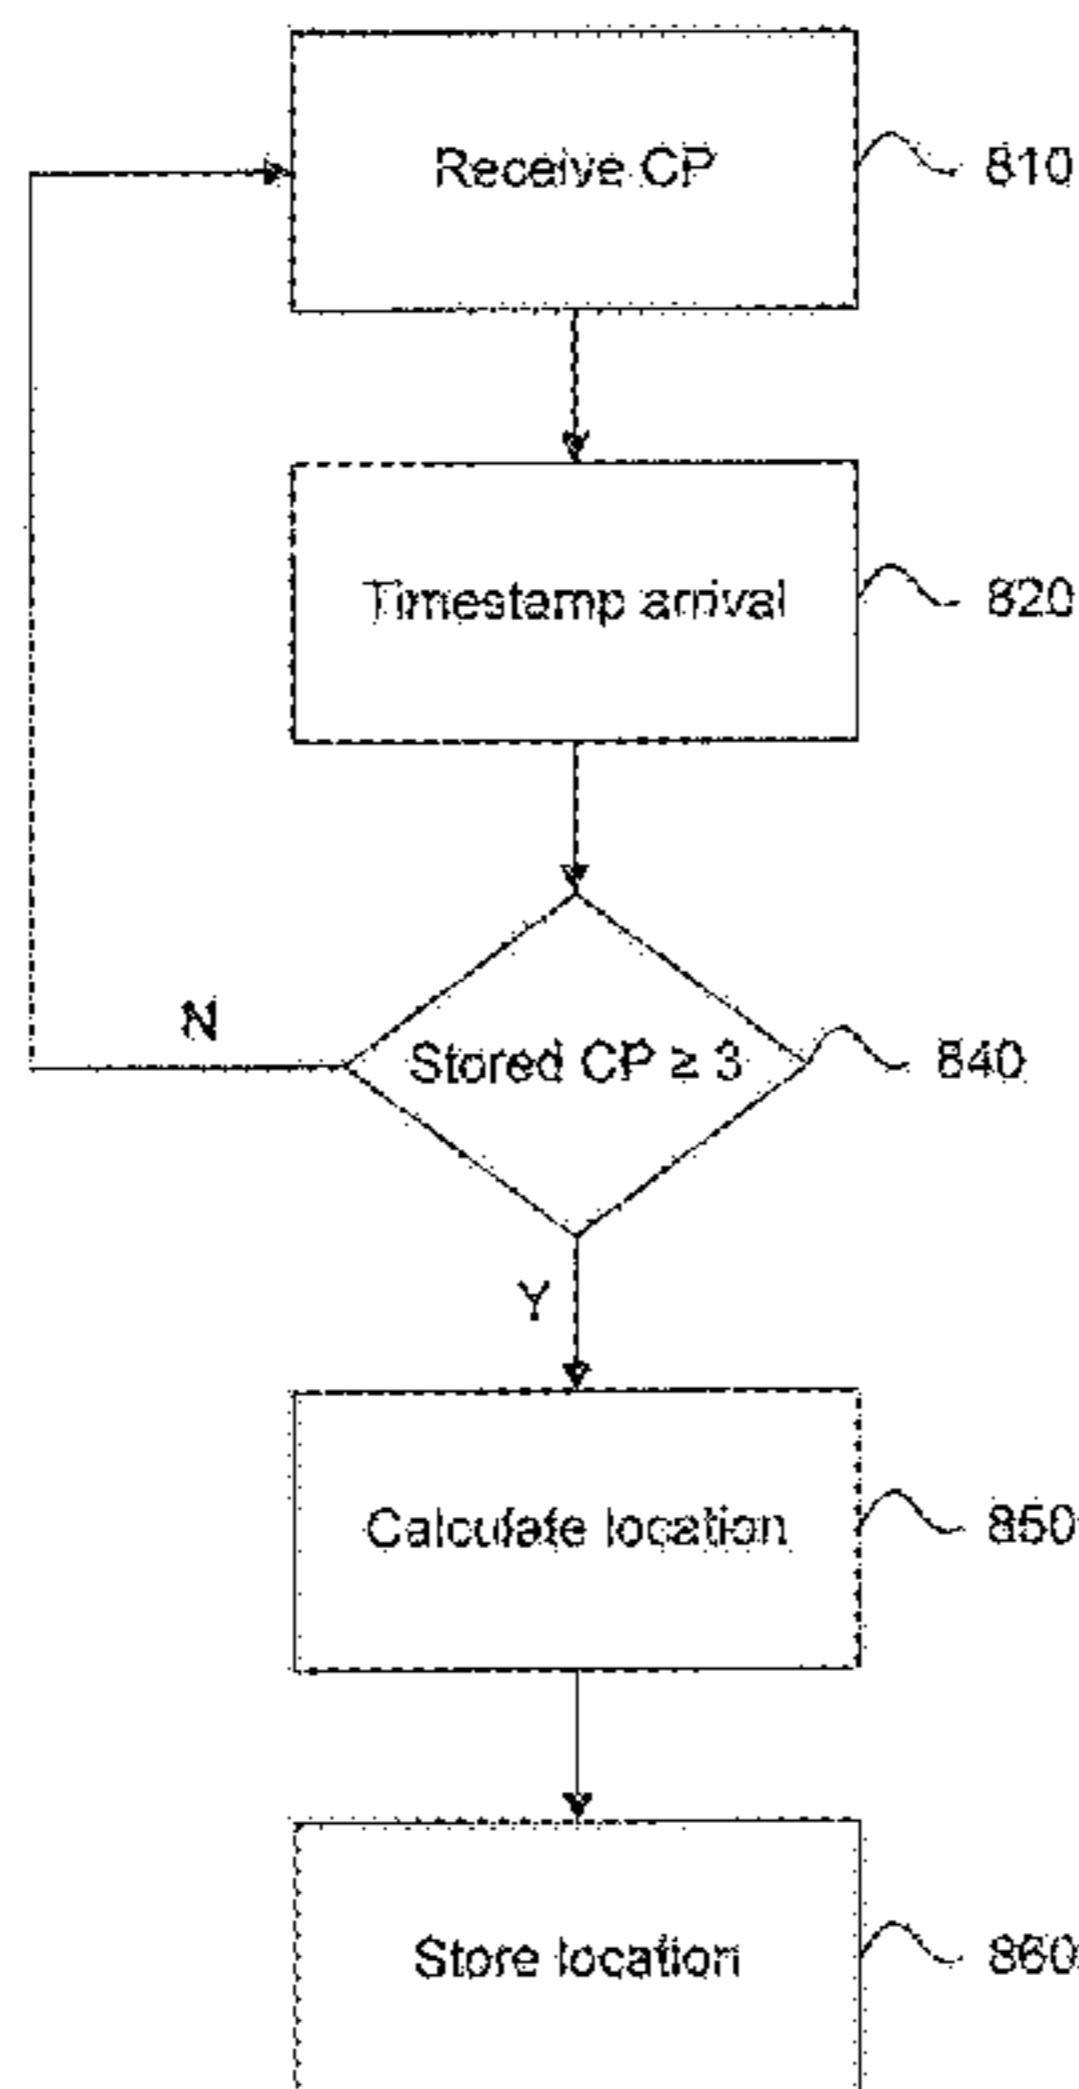 Receive CP 810
Timestamp arrival 820
Stored CP ≥ 3 840
N
Y
Calculate location 850
Store location 860